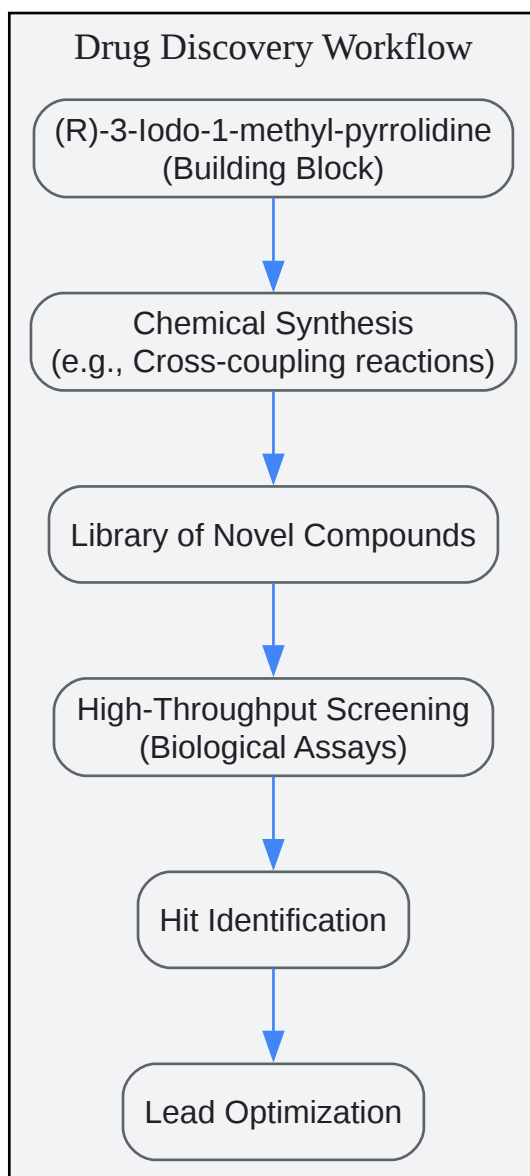 Drug Discovery Workflow
(R)-3-Iodo-1-methyl-pyrrolidine
(Building Block)
Chemical Synthesis
(e.g., Cross-coupling reactions)
Library of Novel Compounds
High-Throughput Screening
(Biological Assays)
Hit Identification
Lead Optimization